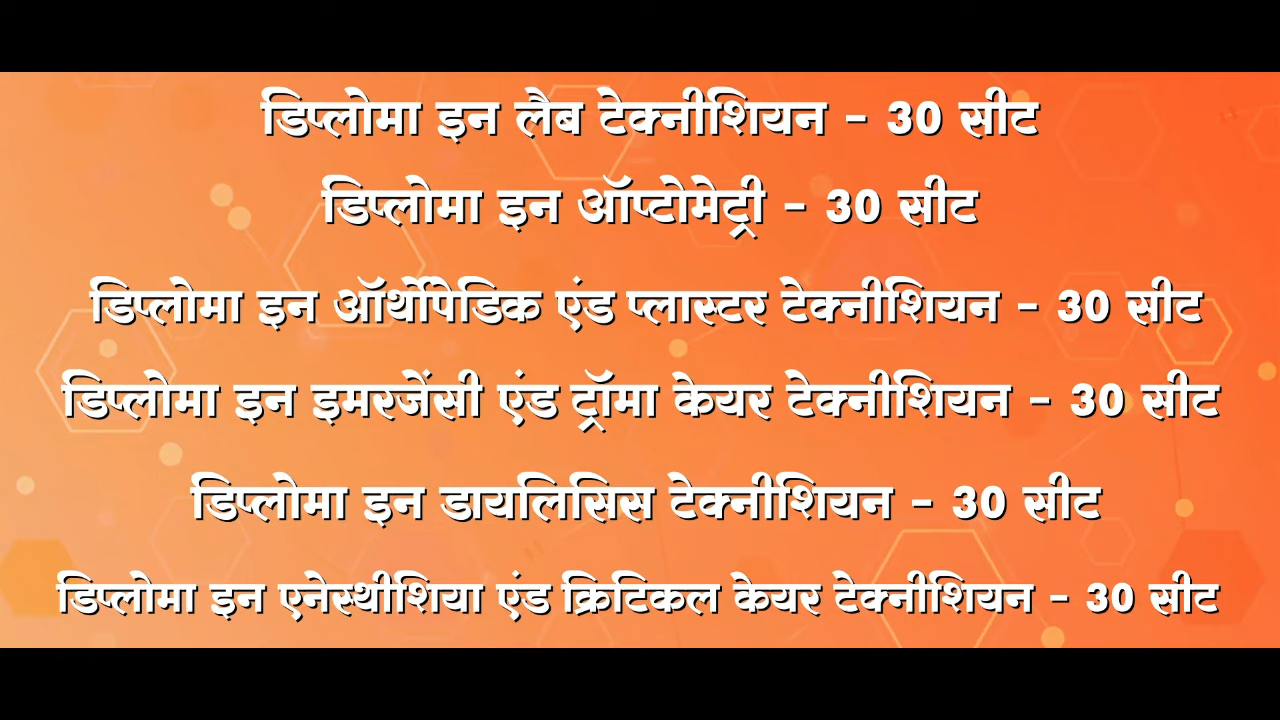 डिप्लोमा इन लैब टेक्नीशियन - 30 सीट
डिप्लोमा इन ऑप्टोमेट्री - 30 सीट
डिप्लोमा इन ऑर्थोपेडिक एंड प्लास्टर टेक्नीशियन - 30 सीट
डिप्लोमा इन इमरजेंसी एंड ट्रॉमा केयर टेक्नीशियन - 30 सीट
डिप्लोमा इन डायलिसिस टेक्नीशियन - 30 सीट
डिप्लोमा इन एनेस्थीशिया एंड क्रिटिकल केयर टेक्नीशियन - 30 सीट